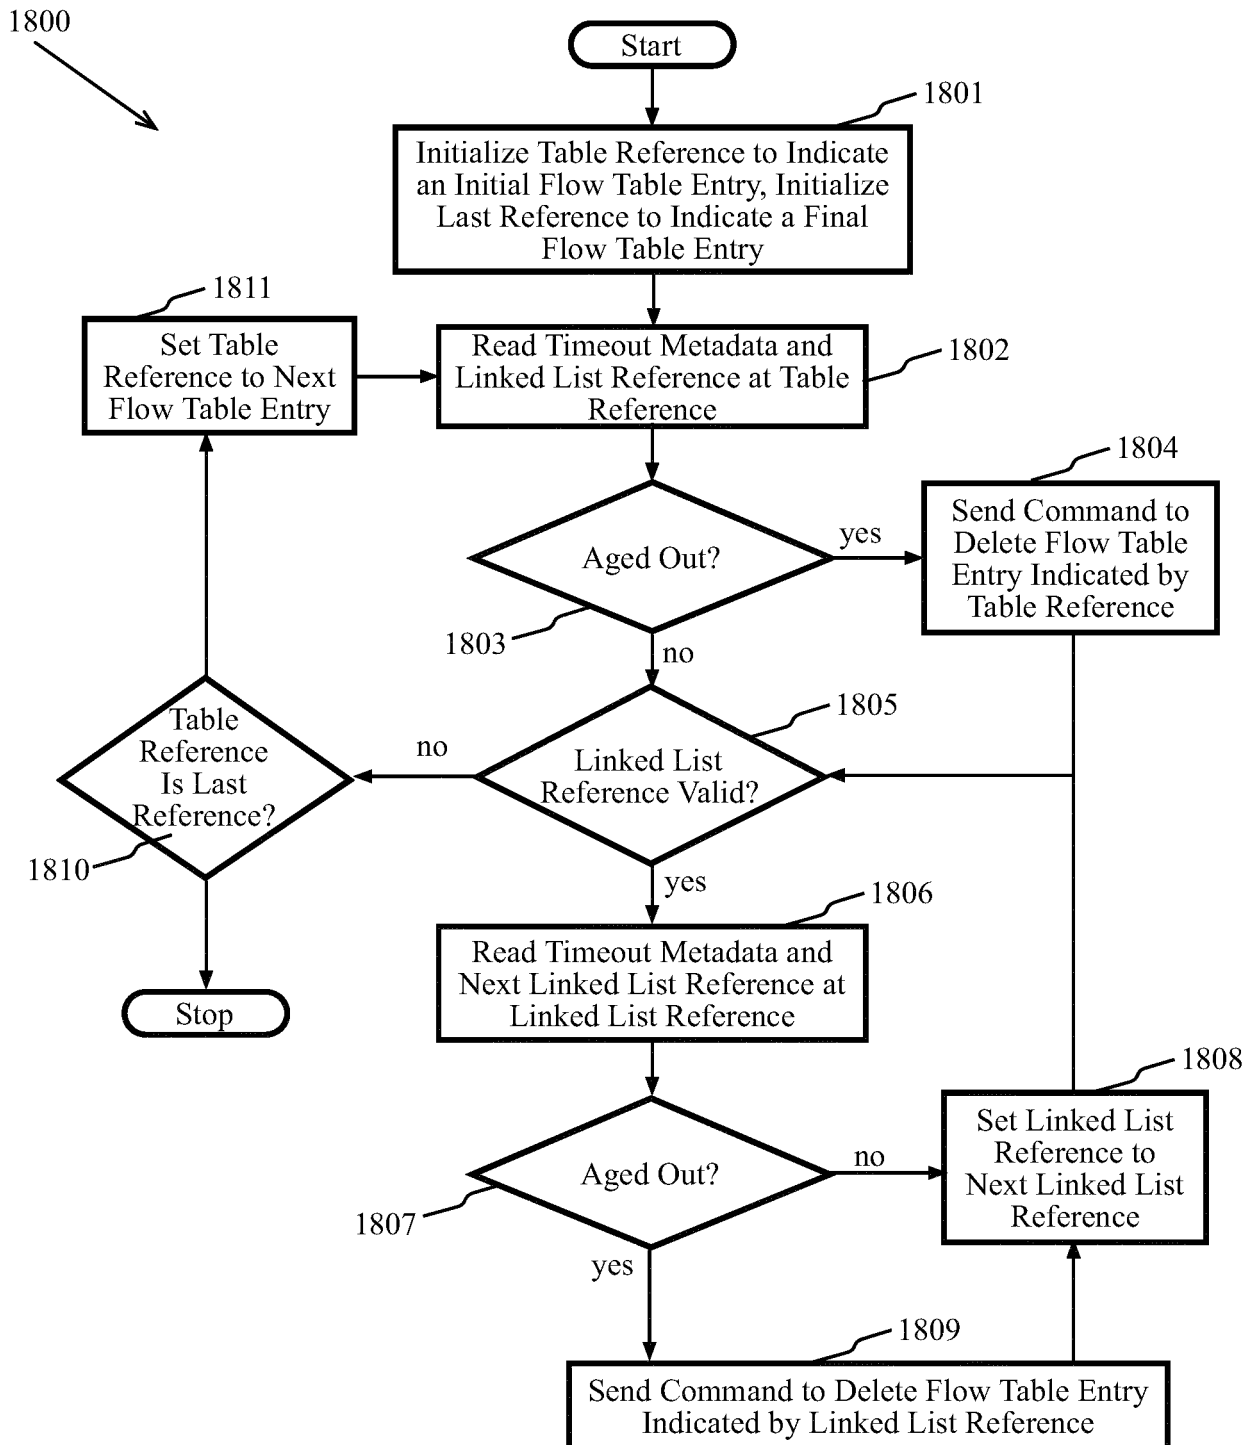 1800
Start
1801
Initialize Table Reference to Indicate
an Initial Flow Table Entry, Initialize
Last Reference to Indicate a Final
Flow Table Entry
1811
Set Table
Reference to Next
Flow Table Entry
Read Timeout Metadata and
Linked List Reference at Table
Reference
1802
1804
Send Command to
Delete Flow Table
Entry Indicated by
Table Reference
yes
Aged Out?
1803
no
1805
Linked List
Reference Valid?
no
Table
Reference
Is Last
Reference?
1810
Stop
yes
1806
Read Timeout Metadata and
Next Linked List Reference at
Linked List Reference
1808
Set Linked List
Reference to
Next Linked List
Reference
no
Aged Out?
1807
yes
1809
Send Command to Delete Flow Table Entry
Indicated by Linked List Reference